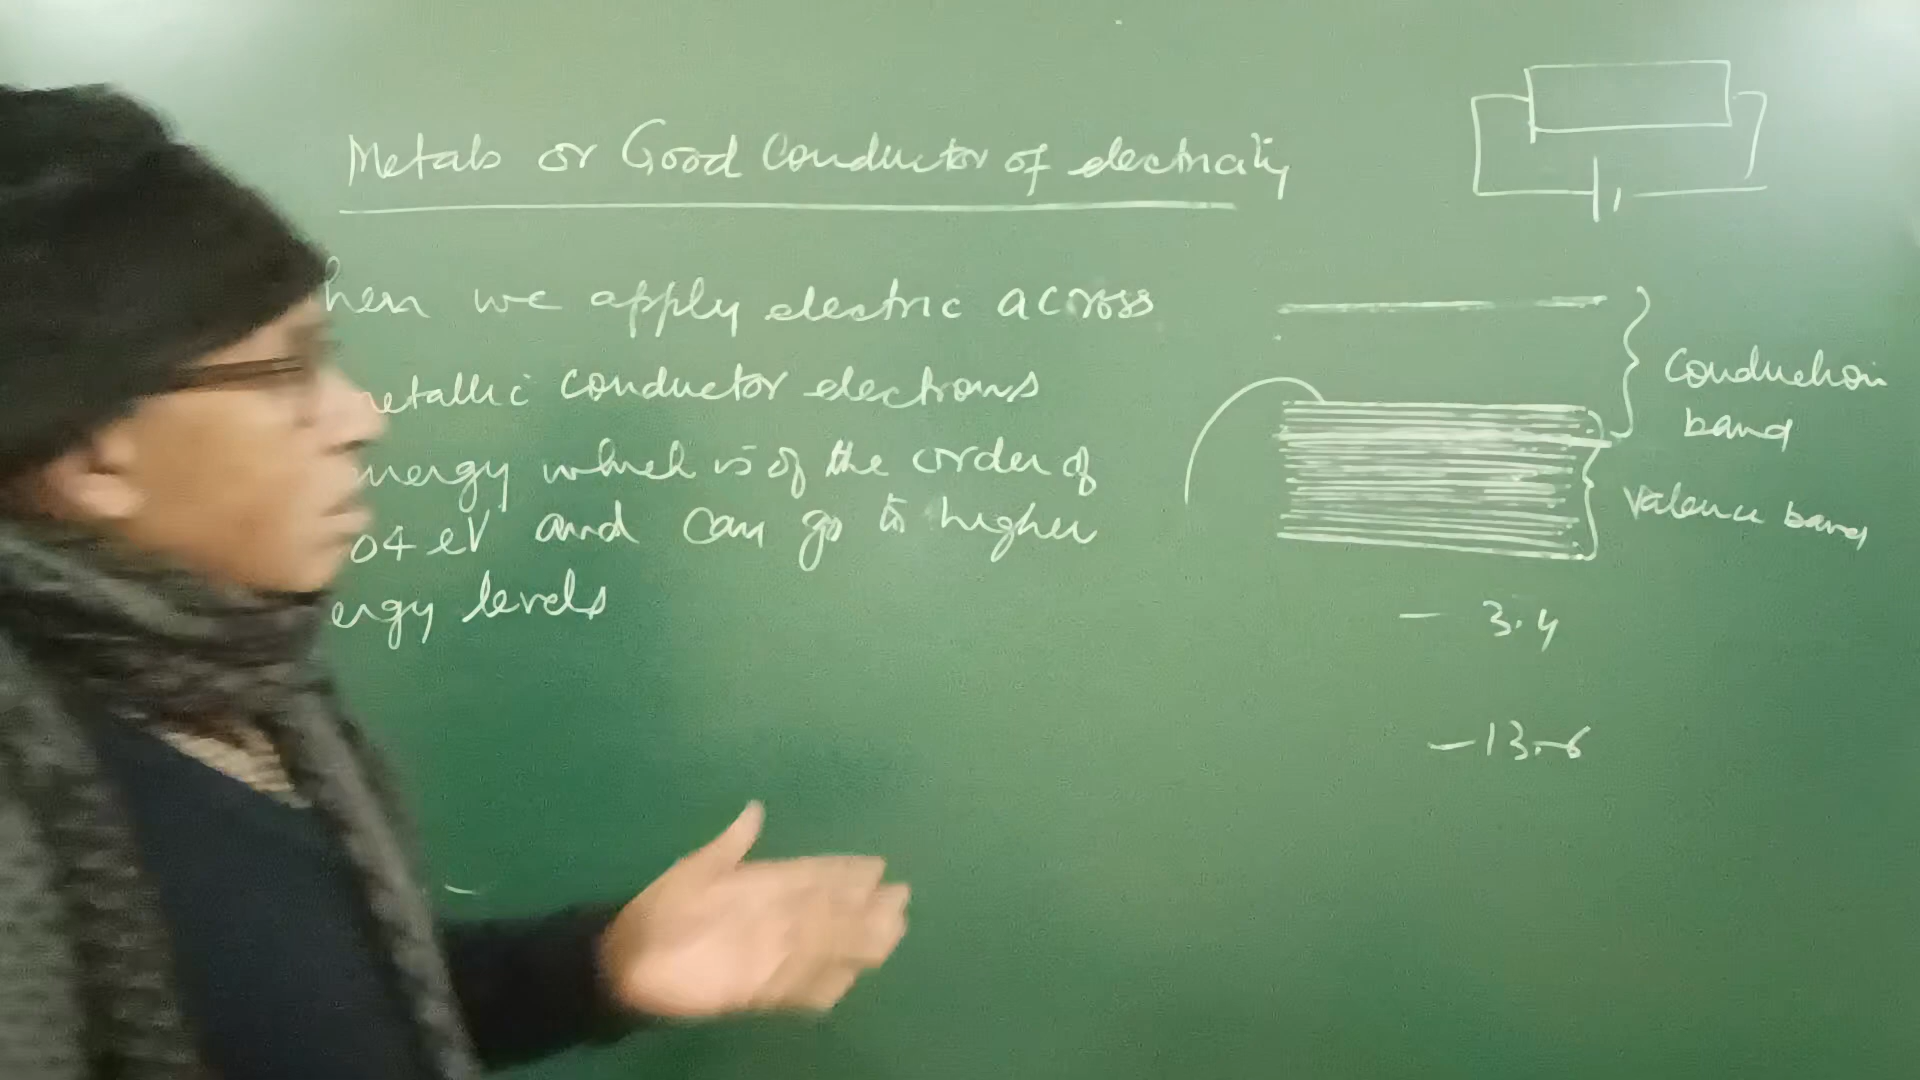 Metals or Good Conductor of electricity
hen we apply electric across
etallic conductor electrons
nergy which is of the order of
04 eV and can go to higher
ergy levels
Conduction
band
Valence band
- 3.4
-13.6